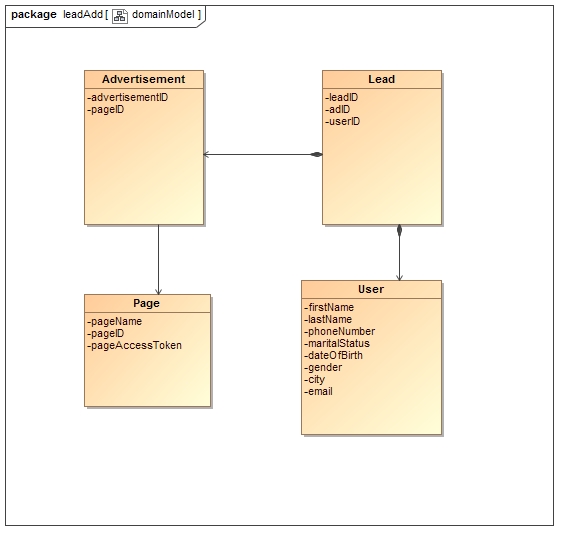 package leadAdd [ domainModel ]
Advertisement
-advertisementID
-pageID
Lead
-leadID
-adID
-userID
Page
-pageName
-pageID
-pageAccessToken
User
-firstName
-lastName
-phoneNumber
-maritalStatus
-dateOfBirth
-gender
-city
-email